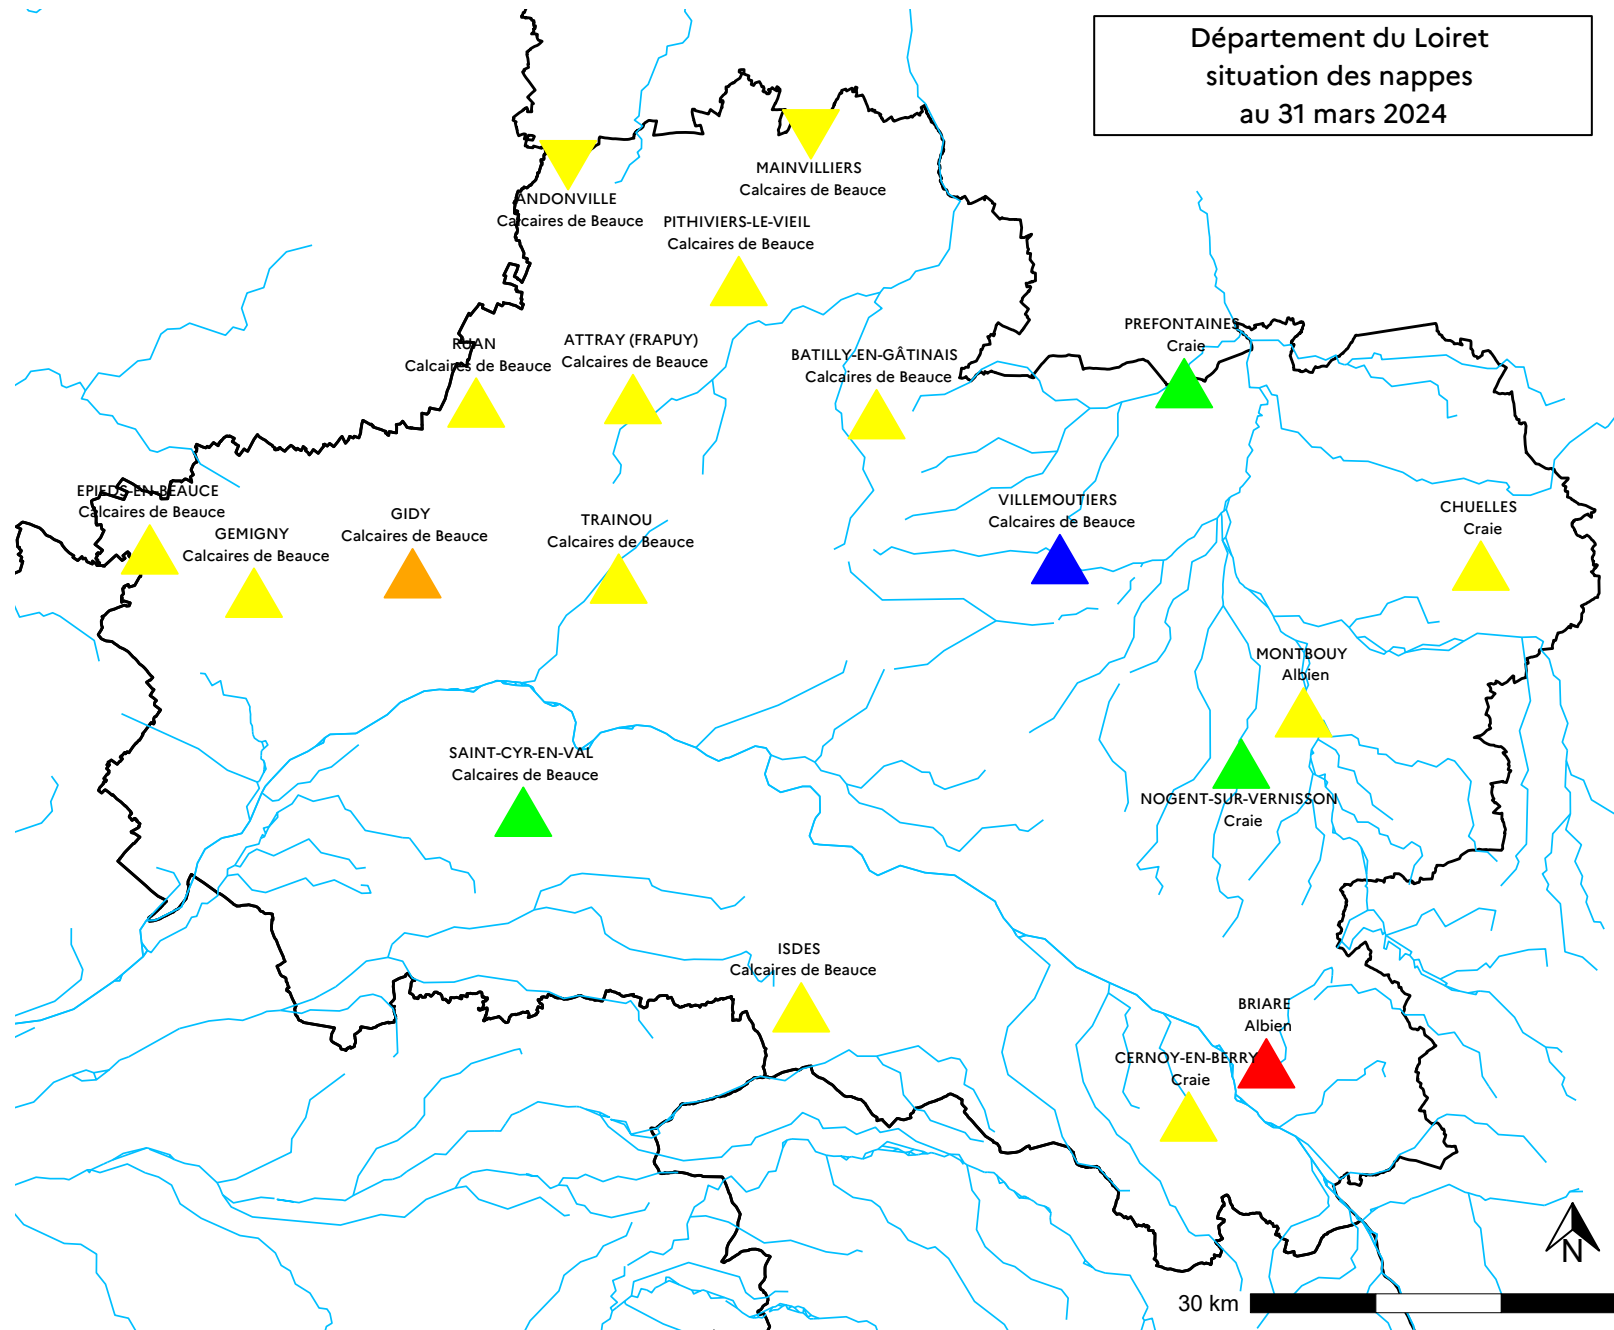 Département du Loiret
situation des nappes
au 31 mars 2024
MAINVILLIERS
Calcaires de Beauce
ANDONVILLE
Calcaires de Beauce
PITHIVIERS-LE-VIEIL
Calcaires de Beauce
PREFONTAINES
Craie
RUAN
Calcaires de Beauce
ATTRAY (FRAPUY)
Calcaires de Beauce
BATILLY-EN-GÂTINAIS
Calcaires de Beauce
EPIEDS-EN-BEAUCE
Calcaires de Beauce
GEMIGNY
Calcaires de Beauce
GIDY
Calcaires de Beauce
TRAINOU
Calcaires de Beauce
VILLEMOUTIERS
Calcaires de Beauce
CHUELLES
Craie
MONTBOUY
Albien
SAINT-CYR-EN-VAL
Calcaires de Beauce
NOGENT-SUR-VERNISSON
Craie
ISDES
Calcaires de Beauce
BRIARE
Albien
CERNOY-EN-BERRY
Craie
N
30 km